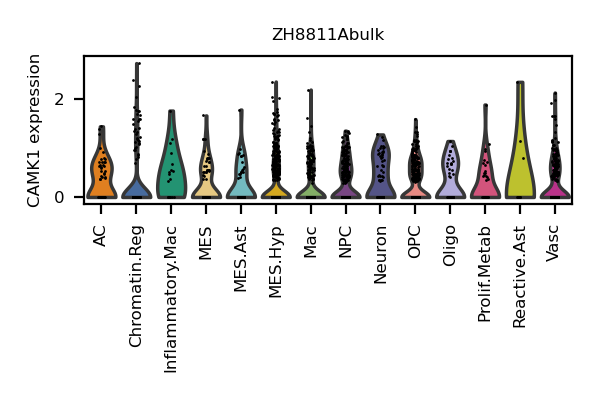 ZH8811Abulk
CAMK1 expression
2
0
AC
Chromatin.Reg
Inflammatory.Mac
MES
MES.Ast
MES.Hyp
Mac
NPC
Neuron
OPC
Oligo
Prolif.Metab
Reactive.Ast
Vasc